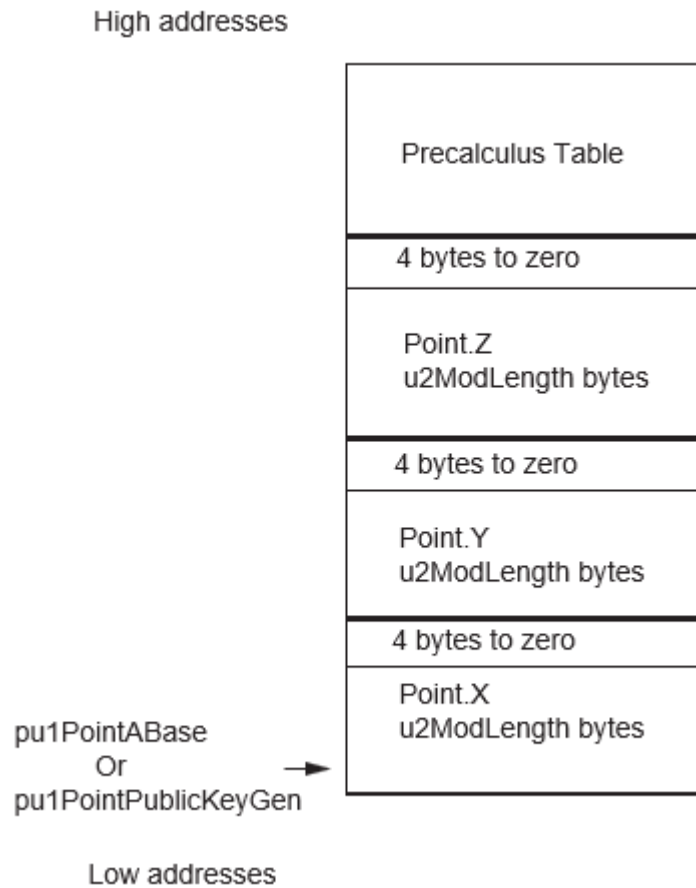 High addresses
Precalculus Table
4 bytes to zero
Point.Z
u2ModLength bytes
4 bytes to zero
Point.Y
u2ModLength bytes
4 bytes to zero
Point.X
u2ModLength bytes
pu1PointABase
Or
pu1PointPublicKeyGen
Low addresses